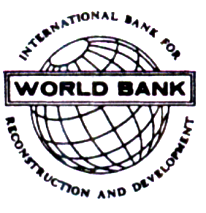 INTERNATIONAL BANK FOR
WORLD BANK
RECONSTRUCTION AND DEVELOPMENT